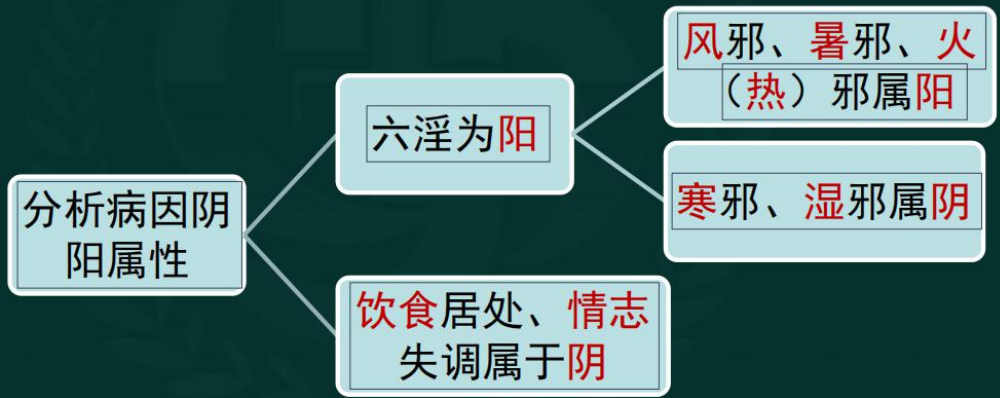 分析病因阴
阳属性
六淫为阳
风邪、暑邪、火
（热）邪属阳
寒邪、湿邪属阴
饮食居处、情志
失调属于阴